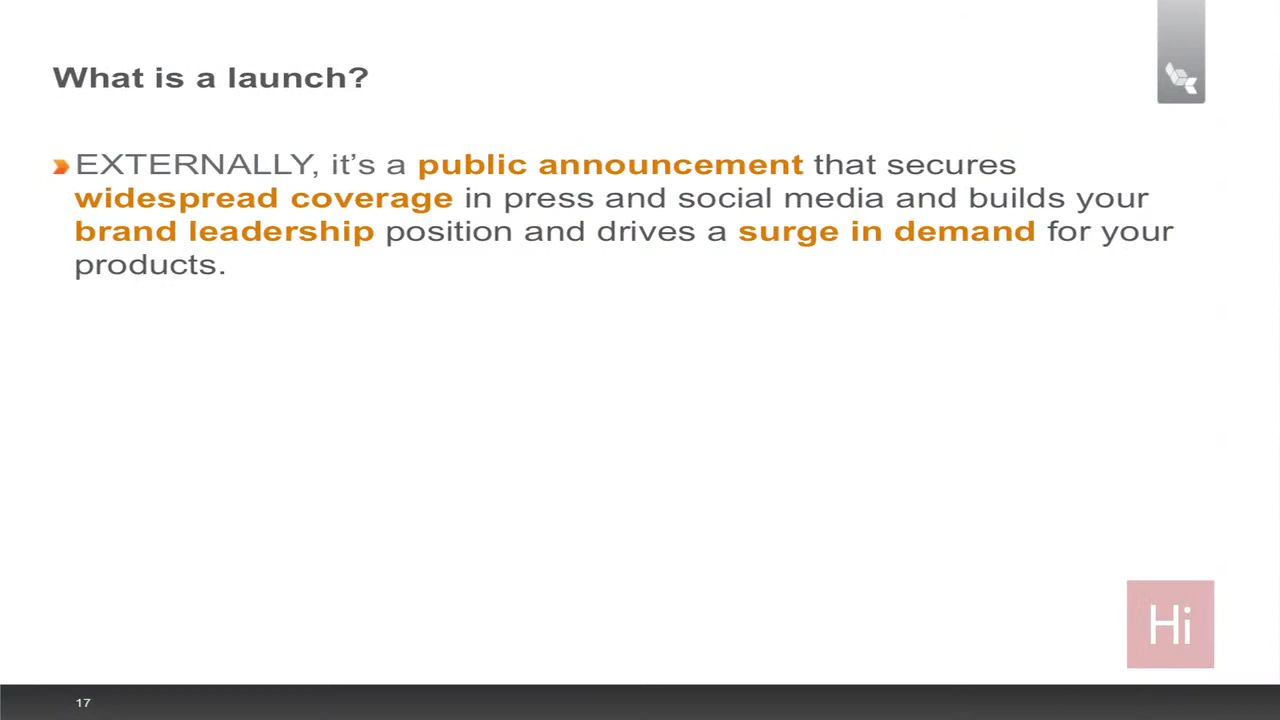 What is a launch?
EXTERNALLY, it’s a public announcement that secures
widespread coverage in press and social media and builds your
brand leadership position and drives a surge in demand for your
products.
Hi
17